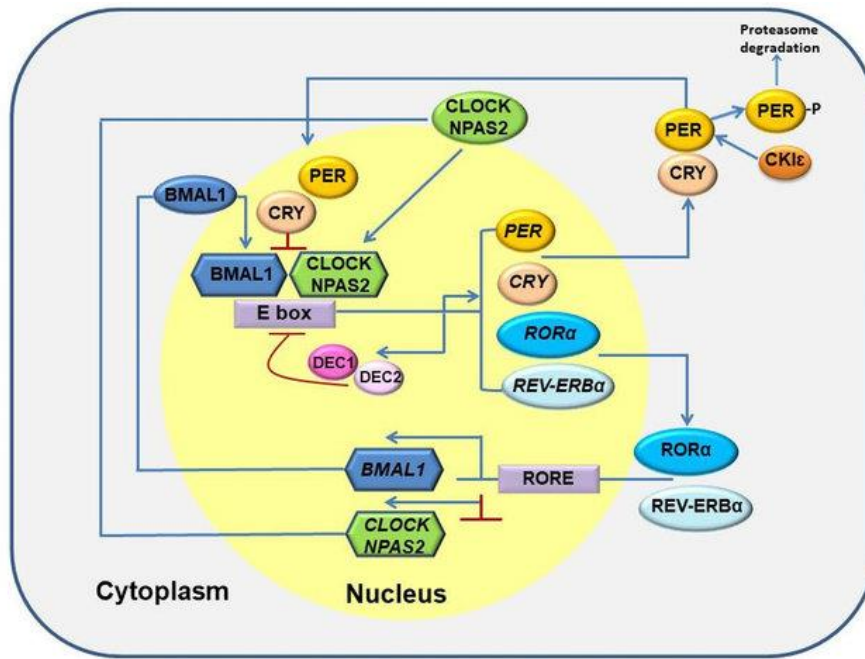 Proteasome
degradation
CLOCK
NPAS2
PER
PER
-P
CKIε
CRY
PER
BMAL1
CRY
BMAL1
CLOCK
NPAS2
E box
PER
CRY
RORα
REV-ERBα
DEC1
DEC2
BMAL1
RORE
RORα
REV-ERBα
CLOCK
NPAS2
Cytoplasm
Nucleus